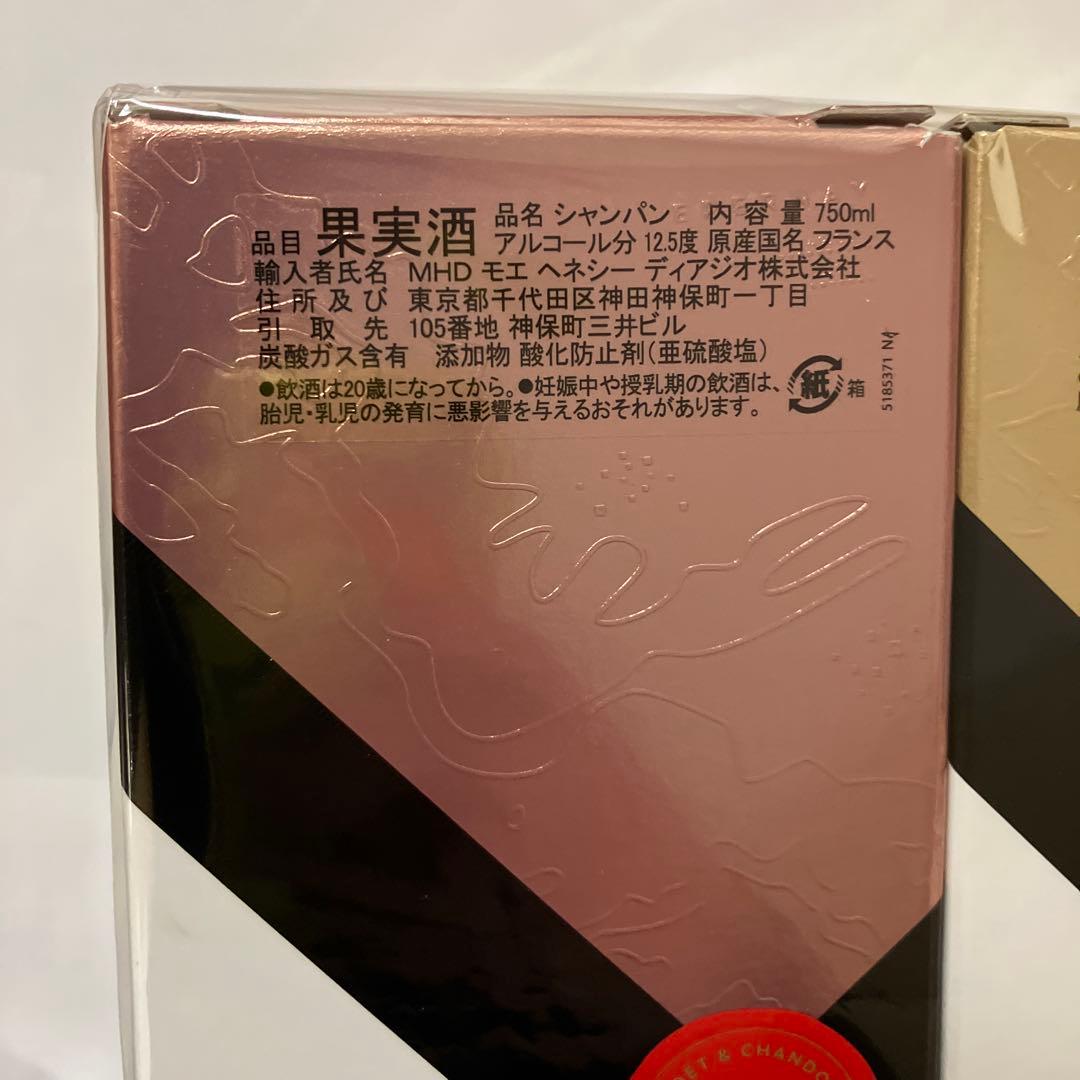 品名 シャンパン 内容量 750ml
品目 果実酒 アルコール分 12.5度 原産国名 フランス
輸入者氏名 MHD モエ ヘネシー ディアジオ株式会社
住所及び 東京都千代田区神田神保町一丁目
引取先 105番地 神保町三井ビル
炭酸ガス含有 添加物 酸化防止剤(亜硫酸塩)
●飲酒は20歳になってから。●妊娠中や授乳期の飲酒は、
胎児・乳児の発育に悪影響を与えるおそれがあります。
紙 箱
5185371 N4
& CHANDO